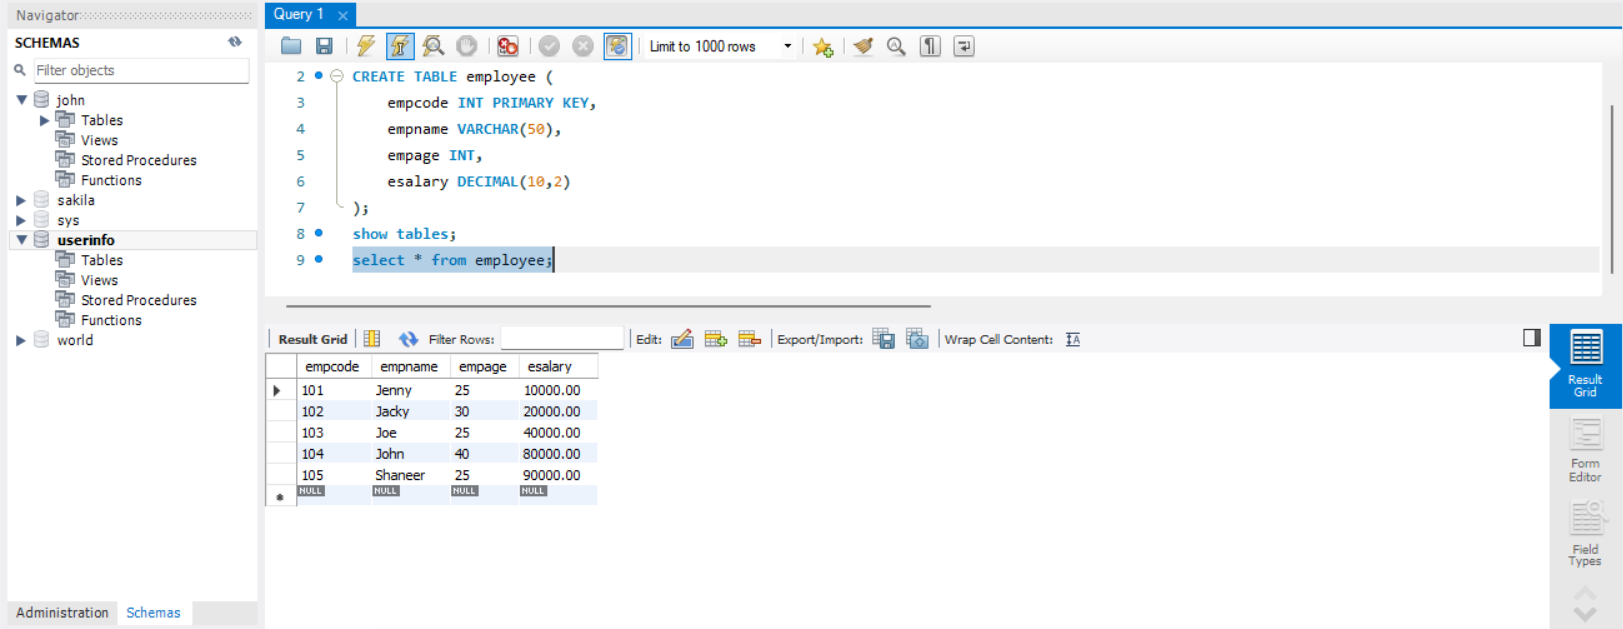 Navigator
SCHEMAS
Filter objects
john
Tables
Views
Stored Procedures
Functions
sakila
sys
userinfo
Tables
Views
Stored Procedures
Functions
world
Administration Schemas
Query 1
Limit to 1000 rows
2 CREATE TABLE employee (
3 empcode INT PRIMARY KEY,
4 empname VARCHAR(50),
5 empage INT,
6 esalary DECIMAL(10,2)
7 );
8 show tables;
9 select * from employee;
Result Grid Filter Rows: Edit: Export/Import: Wrap Cell Content:
empcode empname empage esalary
101 Jenny 25 10000.00
102 Jacky 30 20000.00
103 Joe 25 40000.00
104 John 40 80000.00
105 Shaneer 25 90000.00
NULL NULL NULL NULL
Result
Grid
Form
Editor
Field
Types